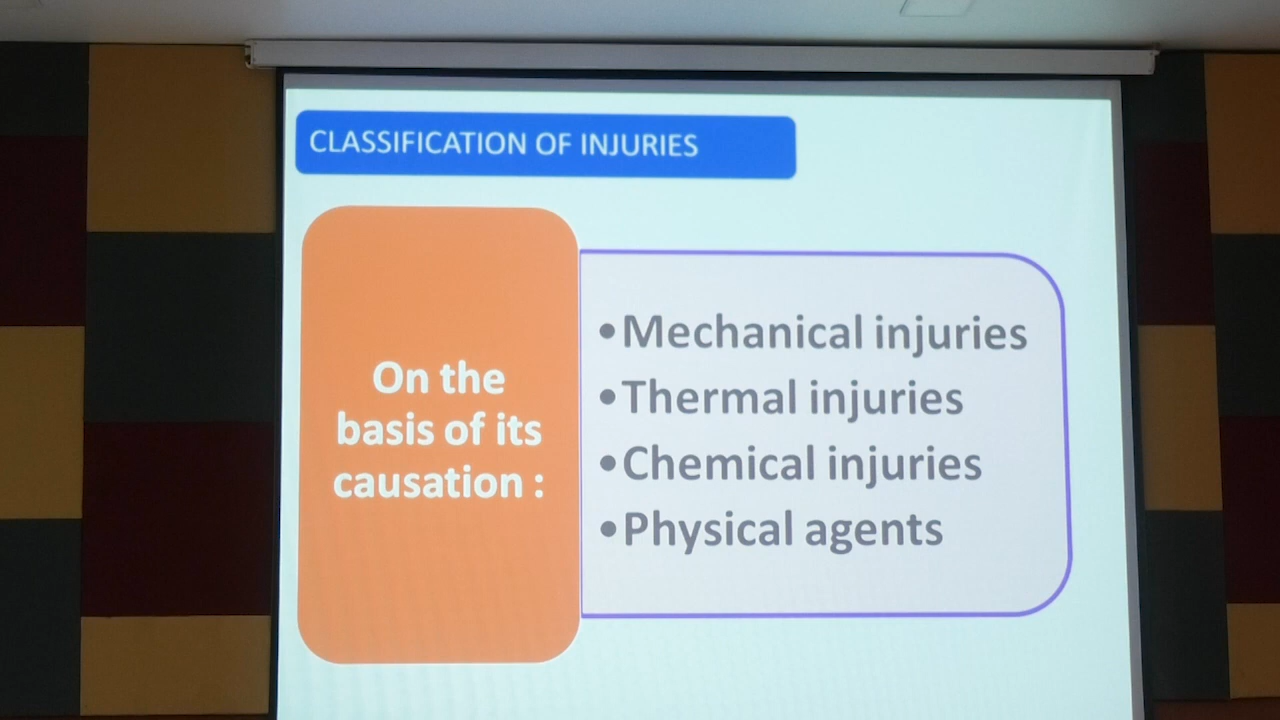 CLASSIFICATION OF INJURIES
On the
basis of its
causation :
•Mechanical injuries
•Thermal injuries
•Chemical injuries
•Physical agents